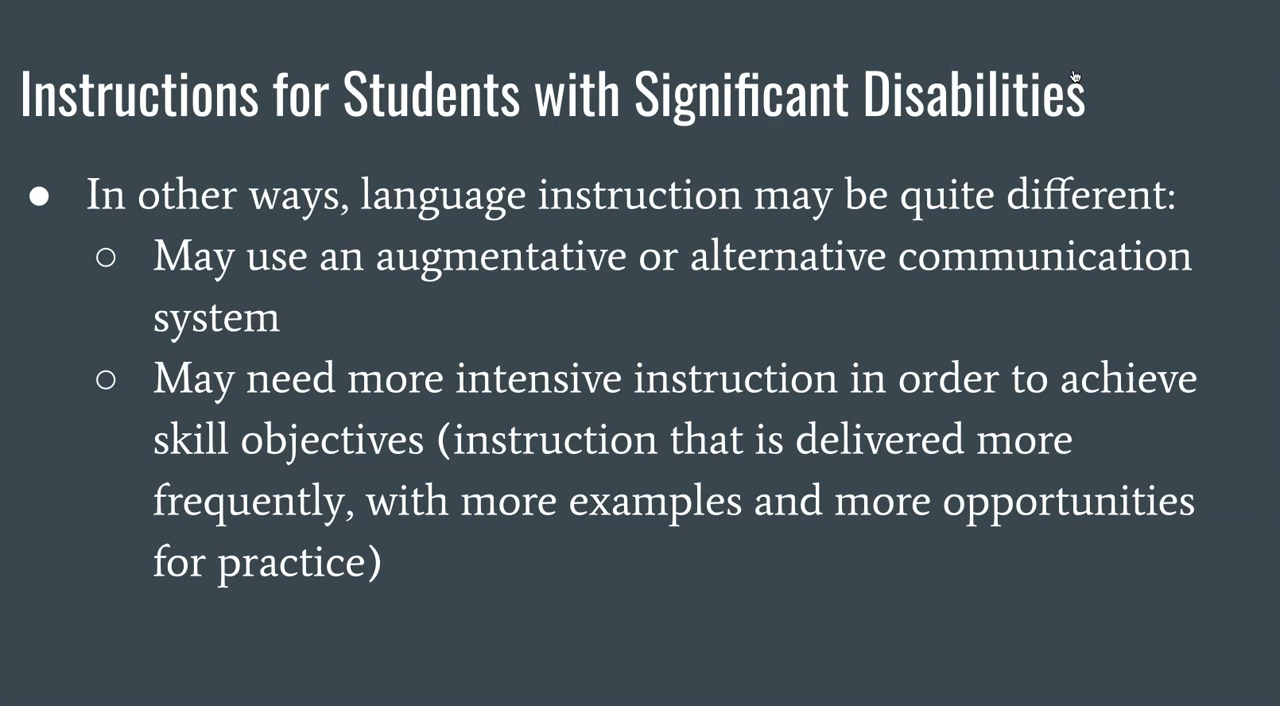 Instructions for Students with Significant Disabilities
● In other ways, language instruction may be quite different:
○ May use an augmentative or alternative communication
system
○ May need more intensive instruction in order to achieve
skill objectives (instruction that is delivered more
frequently, with more examples and more opportunities
for practice)